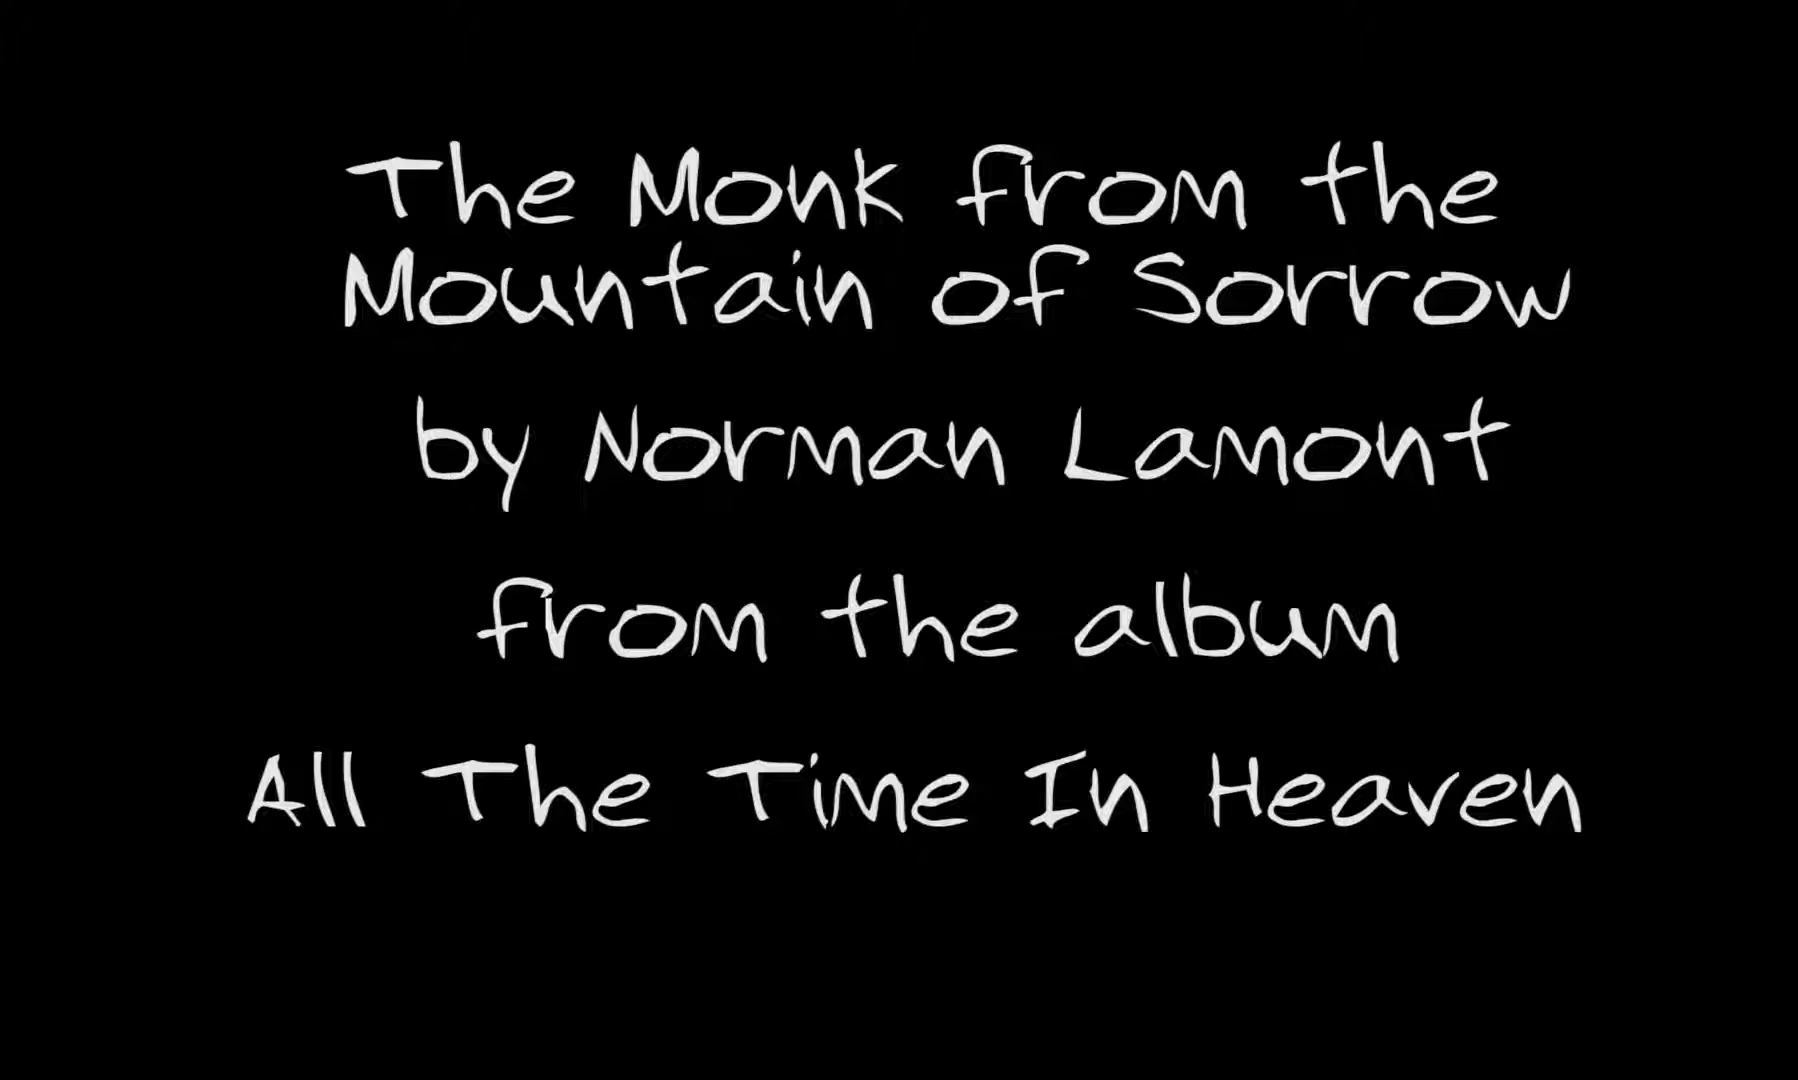 The Monk from the
Mountain of Sorrow
by Norman Lamont
from the album
All The Time In Heaven